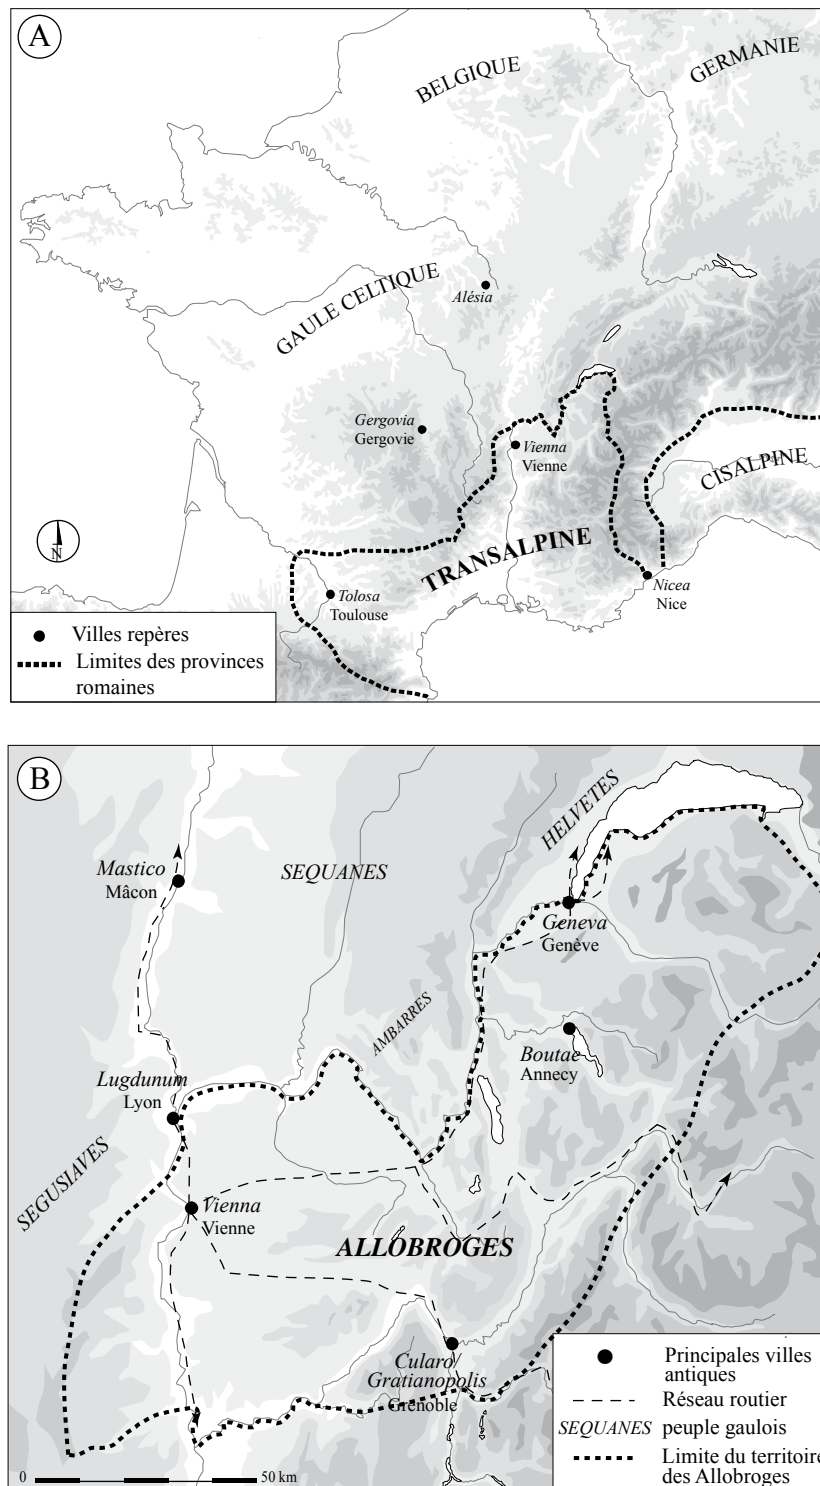 A
BELGIQUE
GERMANIE
GAULE CELTIQUE
Alésia
Gergovia
Gergovie
Vienna
Vienne
CISALPINE
TRANSALPINE
N
Tolosa
Toulouse
Nicea
Nice
Villes repères
Limites des provinces
romaines
B
HELVETES
Mastico
Mâcon
SEQUANES
Geneva
Genève
AMBARRES
Boutae
Annecy
Lugdunum
Lyon
SEGUSIAVES
Vienna
Vienne
ALLOBROGES
Cularo/
Gratianopolis
Grenoble
Principales villes
antiques
Réseau routier
SEQUANES peuple gaulois
Limite du territoire
des Allobroges
0 50 km